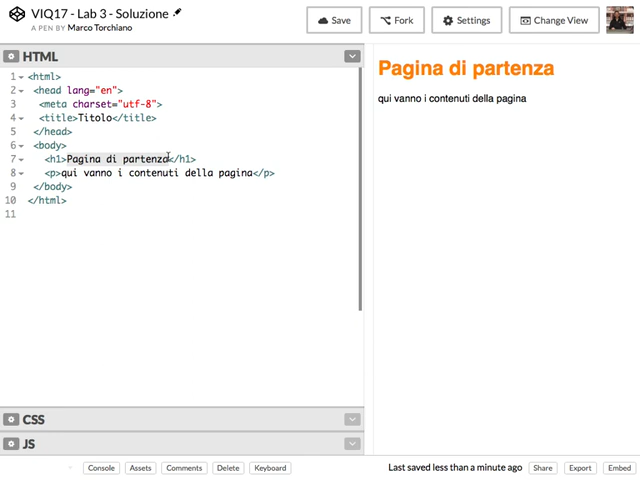 VIQ17 - Lab 3 - Soluzione
A PEN BY Marco Torchiano
Save
Fork
Settings
Change View
HTML
1 <html>
2 <head lang="en">
3 <meta charset="utf-8">
4 <title>Titolo</title>
5 </head>
6 <body>
7 <h1>Pagina di partenza</h1>
8 <p>qui vanno i contenuti della pagina</p>
9 </body>
10 </html>
11
Pagina di partenza
qui vanno i contenuti della pagina
CSS
JS
Console Assets Comments Delete Keyboard
Last saved less than a minute ago Share Export Embed